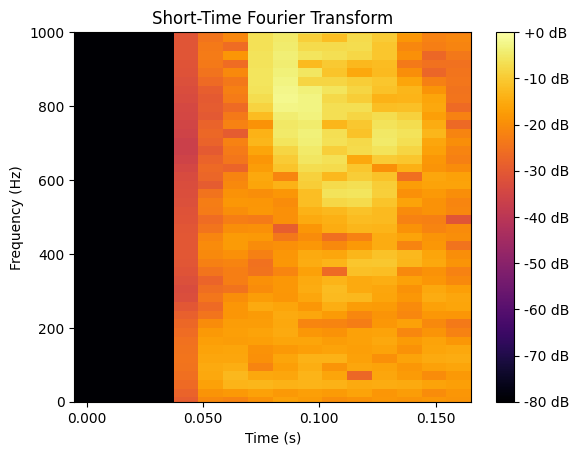 Short-Time Fourier Transform
1000
800
600
400
200
0
Frequency (Hz)
0.000
0.050
0.100
0.150
Time (s)
+0 dB
-10 dB
-20 dB
-30 dB
-40 dB
-50 dB
-60 dB
-70 dB
-80 dB